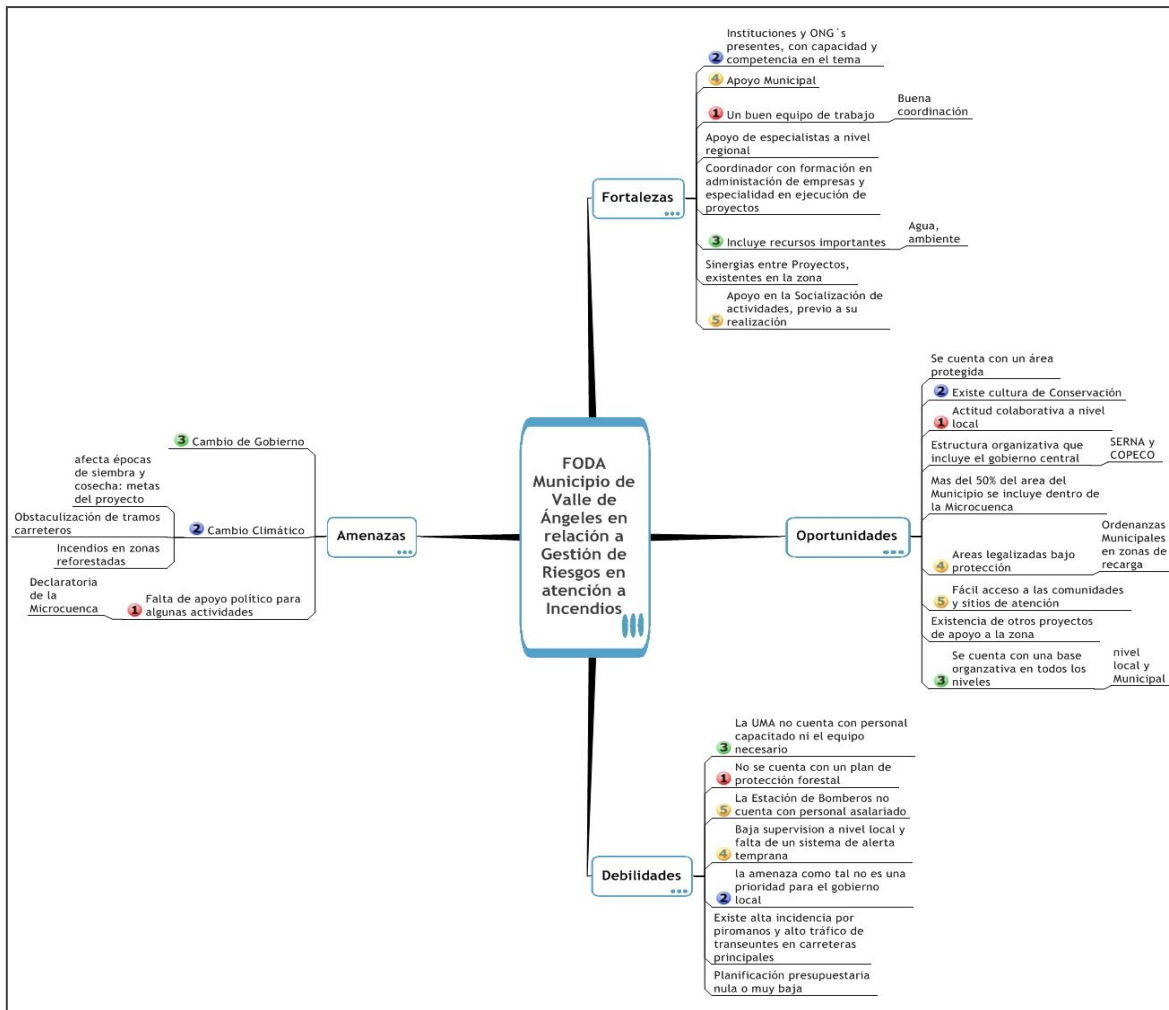 FODA
Municipio de
Valle de
Ángeles en
relación a
Gestión de
Riesgos en
atención a
Incendios
Fortalezas
Instituciones y ONG´s
presentes, con capacidad y
2 competencia en el tema
4 Apoyo Municipal
1 Un buen equipo de trabajo
Buena
coordinación
Apoyo de especialistas a nivel
regional
Coordinador con formación en
administación de empresas y
especialidad en ejecución de
proyectos
3 Incluye recursos importantes
Agua,
ambiente
Sinergias entre Proyectos,
existentes en la zona
Apoyo en la Socialización de
actividades, previo a su
5 realización
Oportunidades
Se cuenta con un área
protegida
2 Existe cultura de Conservación
Actitud colaborativa a nivel
1 local
Estructura organizativa que
incluye el gobierno central
SERNA y
COPECO
Mas del 50% del area del
Municipio se incluye dentro de
la Microcuenca
Areas legalizadas bajo
4 protección
Ordenanzas
Municipales
en zonas de
recarga
Fácil acceso a las comunidades
5 y sitios de atención
Existencia de otros proyectos
de apoyo a la zona
Se cuenta con una base
organzativa en todos los
3 niveles
nivel
local y
Municipal
Amenazas
3 Cambio de Gobierno
2 Cambio Climático
afecta épocas
de siembra y
cosecha: metas
del proyecto
Obstaculización de tramos
carreteros
Incendios en zonas
reforestadas
Falta de apoyo político para
1 algunas actividades
Declaratoria
de la
Microcuenca
Debilidades
La UMA no cuenta con personal
capacitado ni el equipo
3 necesario
No se cuenta con un plan de
1 protección forestal
La Estación de Bomberos no
5 cuenta con personal asalariado
Baja supervision a nivel local y
falta de un sistema de alerta
4 temprana
la amenaza como tal no es una
prioridad para el gobierno
2 local
Existe alta incidencia por
piromanos y alto tráfico de
transeuntes en carreteras
principales
Planificación presupuestaria
nula o muy baja